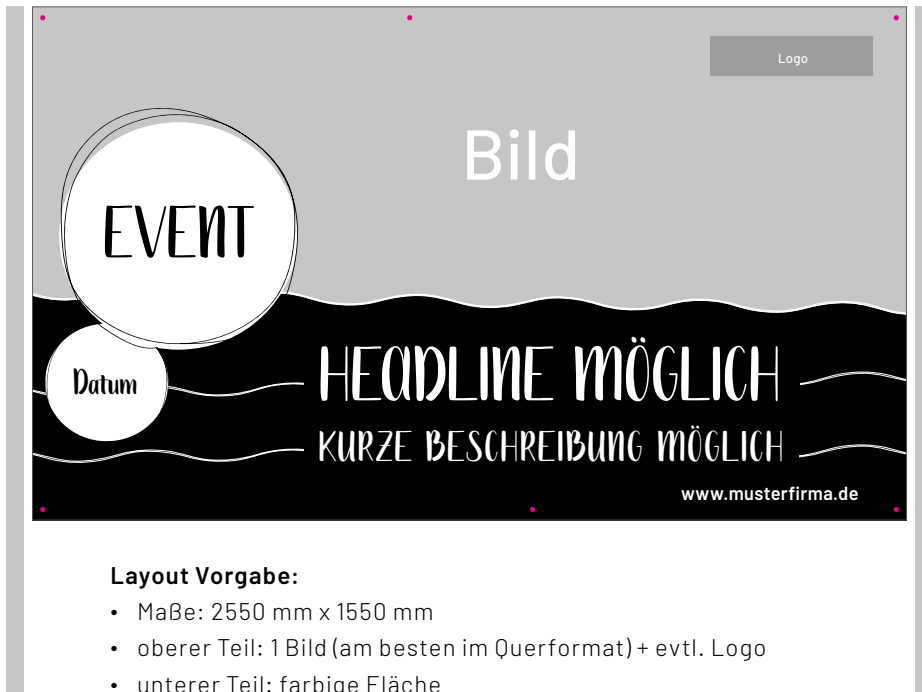 Logo
Bild
EVENT
Datum
HEADLINE MÖGLICH
KURZE BESCHREIBUNG MÖGLICH
www.musterfirma.de
Layout Vorgabe:
• Maße: 2550 mm x 1550 mm
• oberer Teil: 1 Bild (am besten im Querformat) + evtl. Logo
• unterer Teil: farbige Fläche